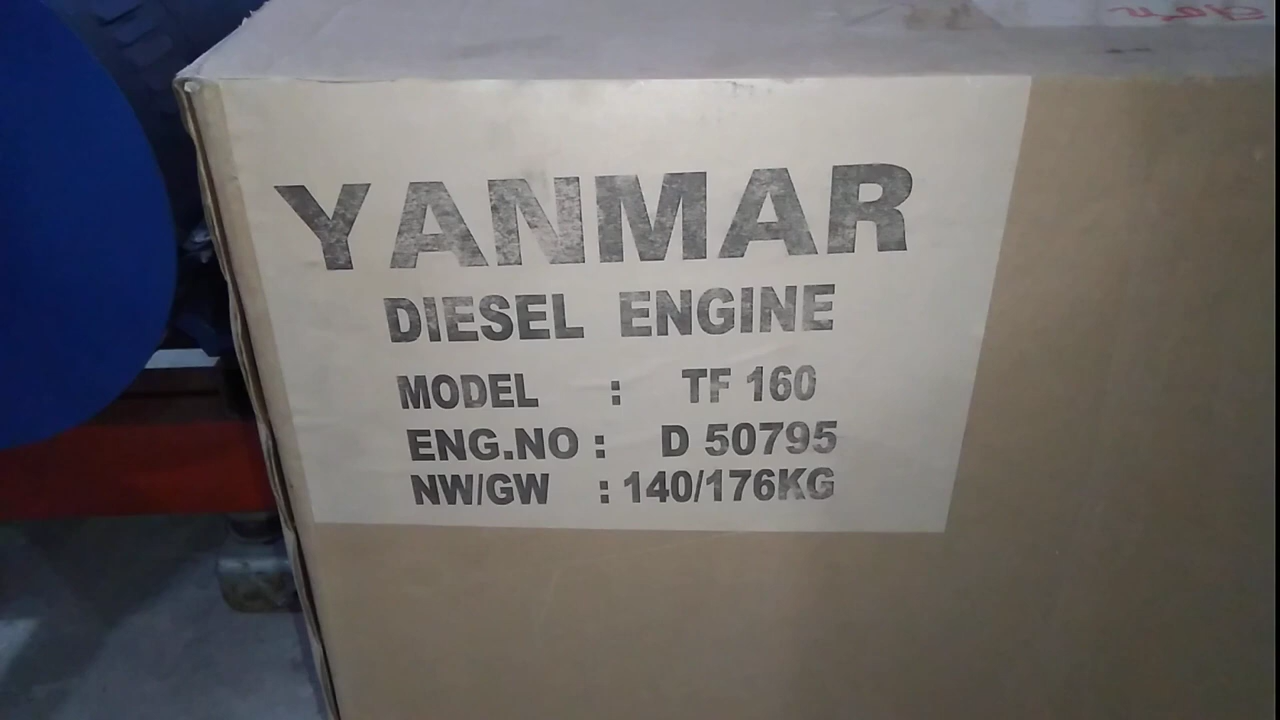 YANMAR
DIESEL ENGINE
MODEL : TF 160
ENG.NO : D 50795
NW/GW : 140/176KG